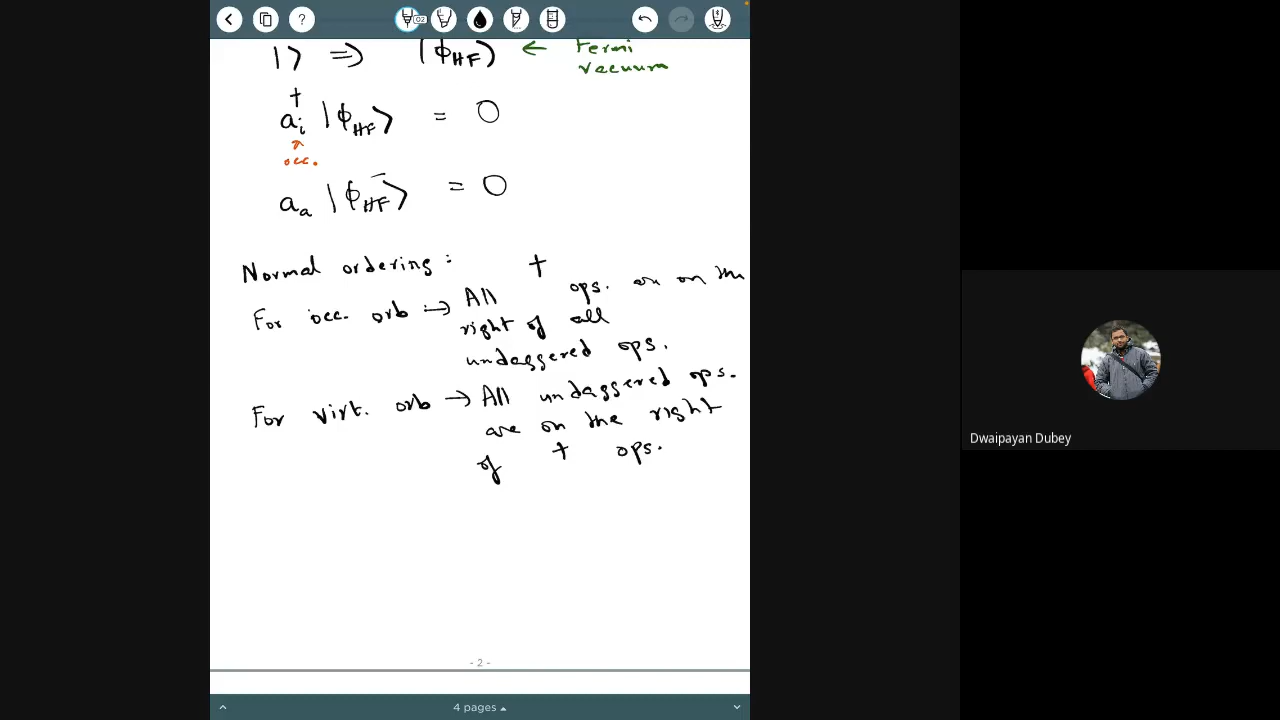 | ⟩ ⇒ |ΦHF⟩ ← Fermi
vacuum
aᵢ† |ΦHF⟩ = 0
↑
occ.
aₐ |ΦHF⟩ = 0
Normal ordering :
For occ. orb → All † ops. are on the
right of all
undaggered ops.
For virt. orb → All undaggered ops.
are on the right
of † ops.
- 2 -
4 pages
Dwaipayan Dubey
?
02